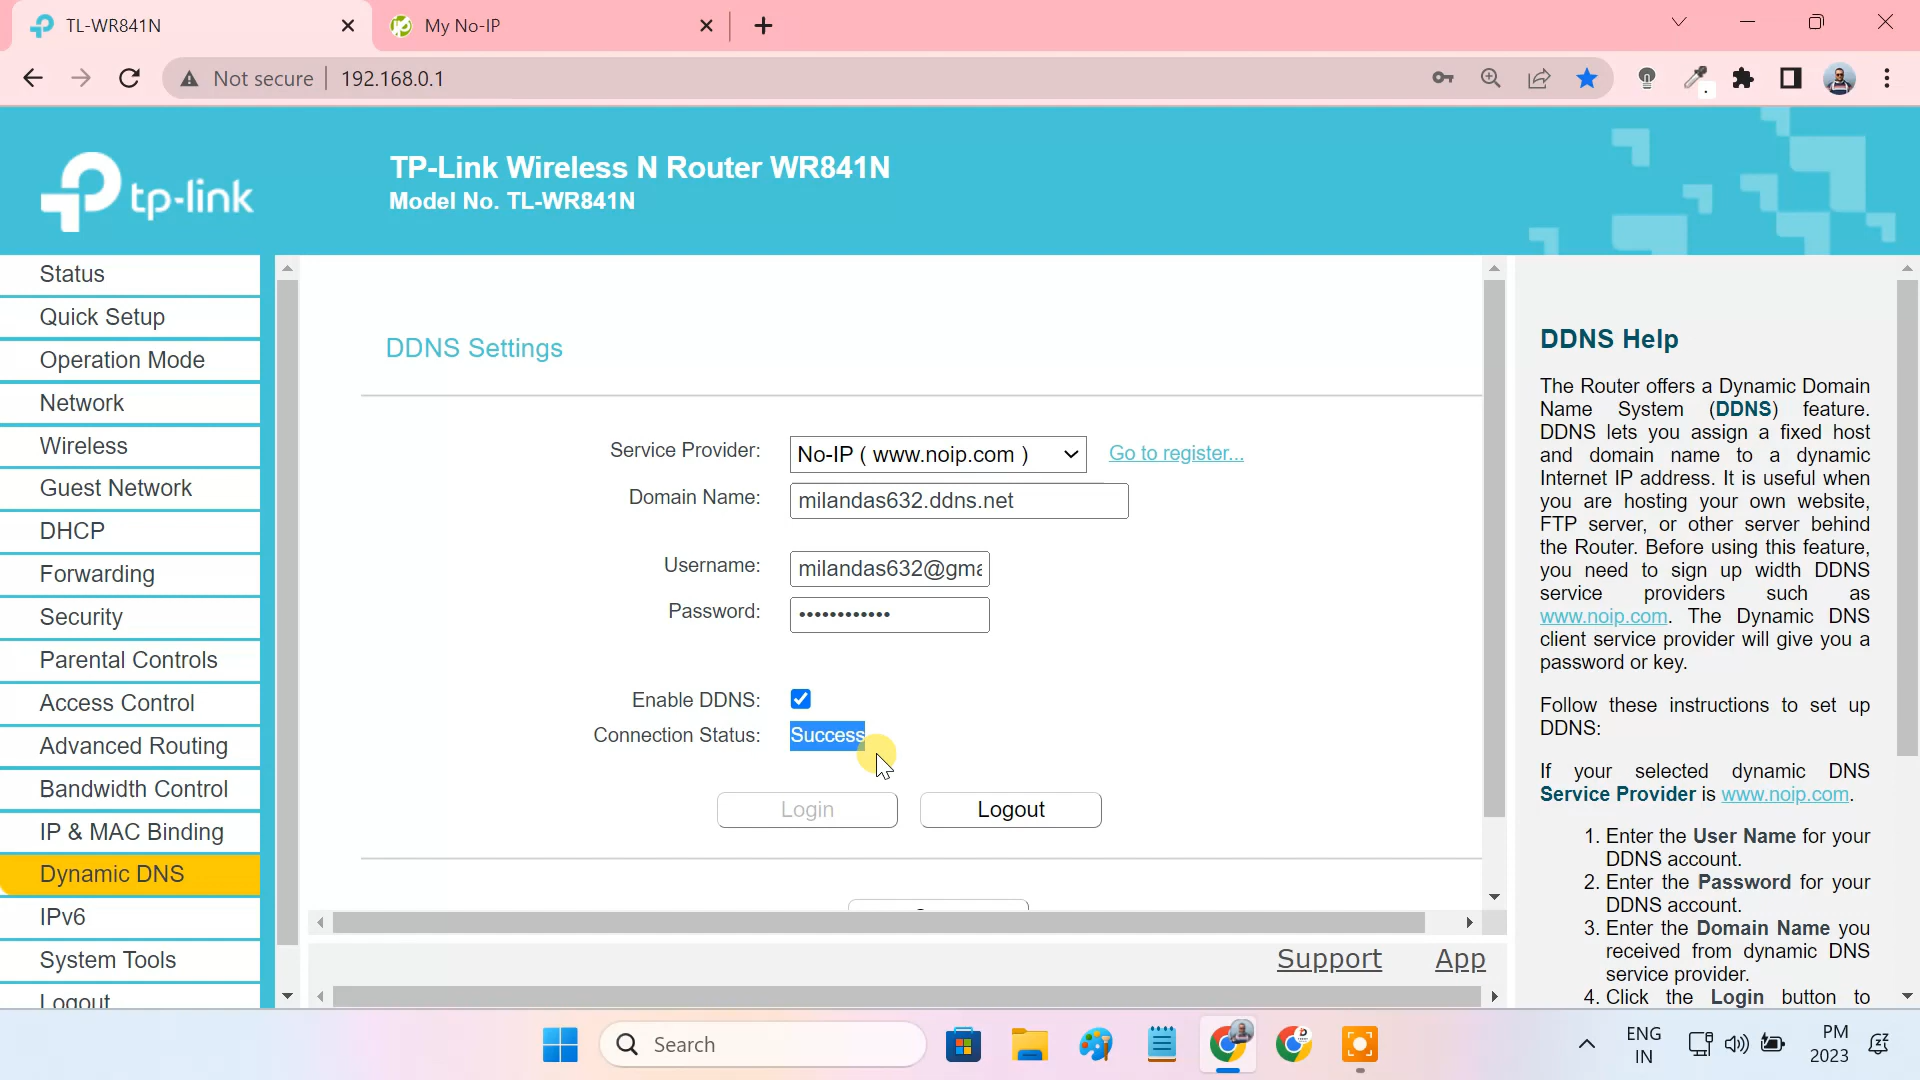 TL-WR841N
My No-IP
Not secure
192.168.0.1
tp-link
TP-Link Wireless N Router WR841N
Model No. TL-WR841N
Status
Quick Setup
Operation Mode
Network
Wireless
Guest Network
DHCP
Forwarding
Security
Parental Controls
Access Control
Advanced Routing
Bandwidth Control
IP & MAC Binding
Dynamic DNS
IPv6
System Tools
Logout
DDNS Settings
Service Provider: No-IP ( www.noip.com ) Go to register...
Domain Name: milandas632.ddns.net
Username: milandas632@gma
Password: ••••••••••••
Enable DDNS:
Connection Status: Success
Login Logout
Support App
DDNS Help
The Router offers a Dynamic Domain
Name System (DDNS) feature.
DDNS lets you assign a fixed host
and domain name to a dynamic
Internet IP address. It is useful when
you are hosting your own website,
FTP server, or other server behind
the Router. Before using this feature,
you need to sign up width DDNS
service providers such as
www.noip.com. The Dynamic DNS
client service provider will give you a
password or key.
Follow these instructions to set up
DDNS:
If your selected dynamic DNS
Service Provider is www.noip.com.
1. Enter the User Name for your
DDNS account.
2. Enter the Password for your
DDNS account.
3. Enter the Domain Name you
received from dynamic DNS
service provider.
4. Click the Login button to
Search
ENG
IN
PM
2023